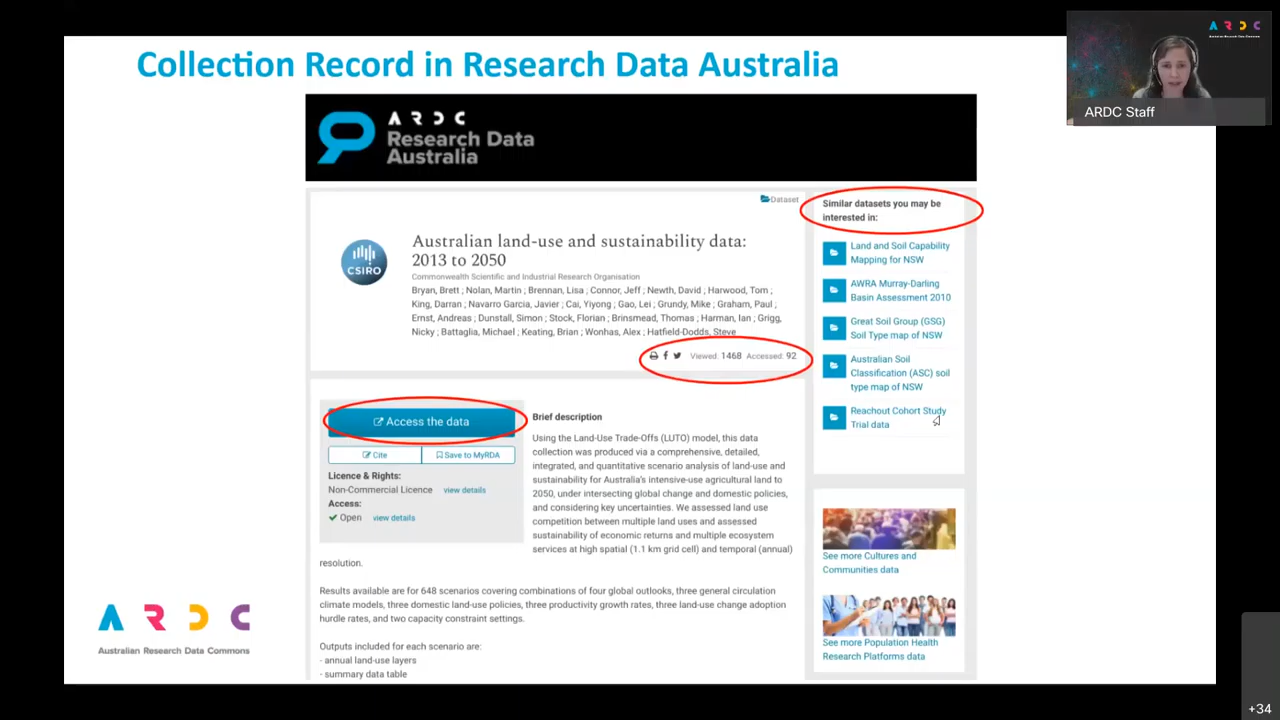 Collection Record in Research Data Australia
A R D C
Research Data
Australia
Dataset
Australian land-use and sustainability data:
2013 to 2050
Commonwealth Scientific and Industrial Research Organisation
Bryan, Brett ; Nolan, Martin ; Brennan, Lisa ; Connor, Jeff ; Newth, David ; Harwood, Tom ;
King, Darran ; Navarro Garcia, Javier ; Cai, Yiyong ; Gao, Lei ; Grundy, Mike ; Graham, Paul ;
Ernst, Andreas ; Dunstall, Simon ; Stock, Florian ; Brinsmead, Thomas ; Harman, Ian ; Grigg,
Nicky ; Battaglia, Michael ; Keating, Brian ; Wonhas, Alex ; Hatfield-Dodds, Steve
CSIRO
Viewed: 1468 Accessed: 92
Access the data
Cite
Save to MyRDA
Licence & Rights:
Non-Commercial Licence view details
Access:
Open view details
Brief description
Using the Land-Use Trade-Offs (LUTO) model, this data
collection was produced via a comprehensive, detailed,
integrated, and quantitative scenario analysis of land-use and
sustainability for Australia's intensive-use agricultural land to
2050, under intersecting global change and domestic policies,
and considering key uncertainties. We assessed land use
competition between multiple land uses and assessed
sustainability of economic returns and multiple ecosystem
services at high spatial (1.1 km grid cell) and temporal (annual)
resolution.
Results available are for 648 scenarios covering combinations of four global outlooks, three general circulation
climate models, three domestic land-use policies, three productivity growth rates, three land-use change adoption
hurdle rates, and two capacity constraint settings.
Outputs included for each scenario are:
- annual land-use layers
- summary data table
Similar datasets you may be
interested in:
Land and Soil Capability
Mapping for NSW
AWRA Murray-Darling
Basin Assessment 2010
Great Soil Group (GSG)
Soil Type map of NSW
Australian Soil
Classification (ASC) soil
type map of NSW
Reachout Cohort Study
Trial data
See more Cultures and
Communities data
See more Population Health
Research Platforms data
A R D C
Australian Research Data Commons
A R D C
ARDC Staff
+34